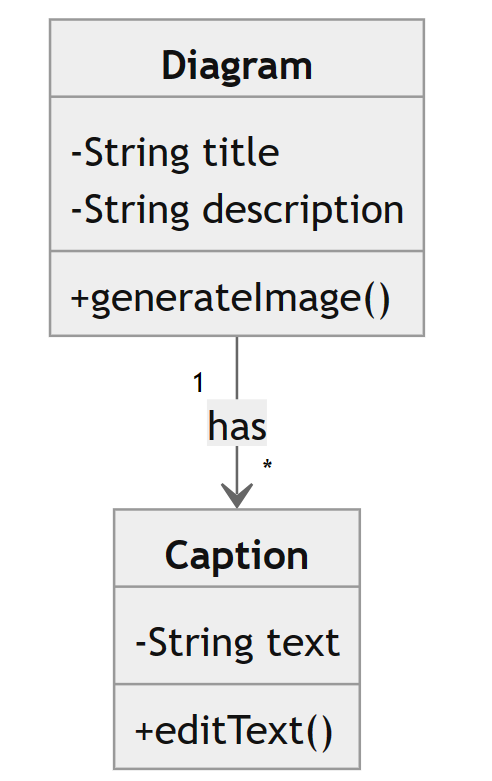 Diagram
-String title
-String description
+generateImage()
1
has
*
Caption
-String text
+editText()